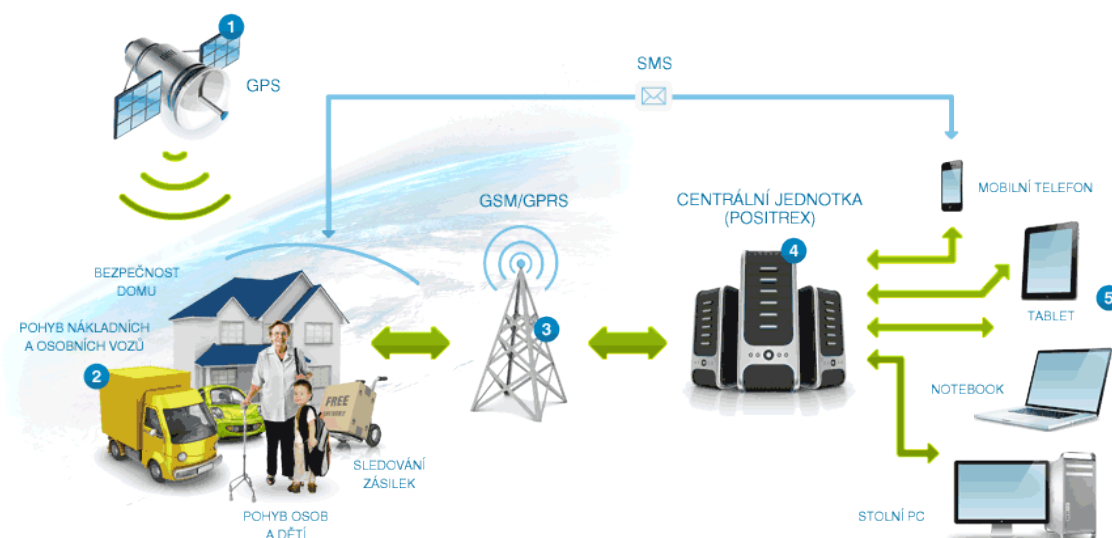 1
GPS
SMS
MOBILNÍ TELEFON
GSM/GPRS
CENTRÁLNÍ JEDNOTKA
(POSITREX)
4
BEZPEČNOST
DOMU
TABLET
5
POHYB NÁKLADNÍCH
A OSOBNÍCH VOZŮ
2
3
FREE
NOTEBOOK
SLEDOVÁNÍ
ZÁSILEK
POHYB OSOB
A DĚTÍ
STOLNÍ PC